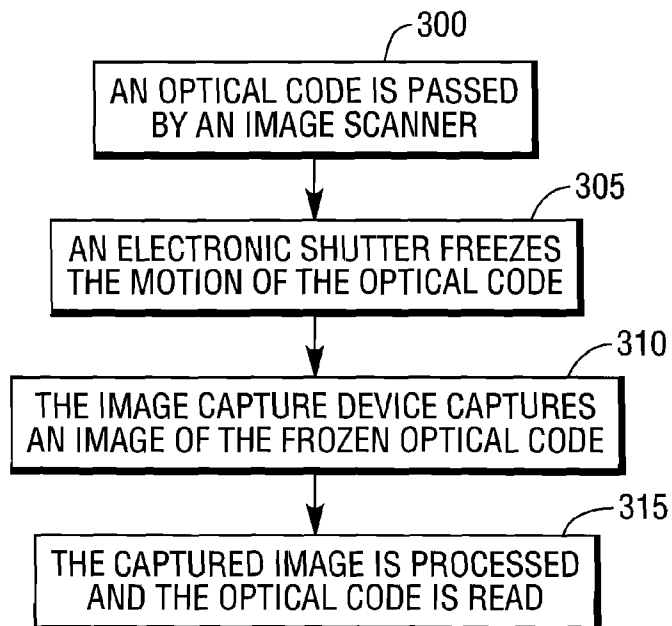 300
AN OPTICAL CODE IS PASSED
BY AN IMAGE SCANNER
305
AN ELECTRONIC SHUTTER FREEZES
THE MOTION OF THE OPTICAL CODE
310
THE IMAGE CAPTURE DEVICE CAPTURES
AN IMAGE OF THE FROZEN OPTICAL CODE
315
THE CAPTURED IMAGE IS PROCESSED
AND THE OPTICAL CODE IS READ